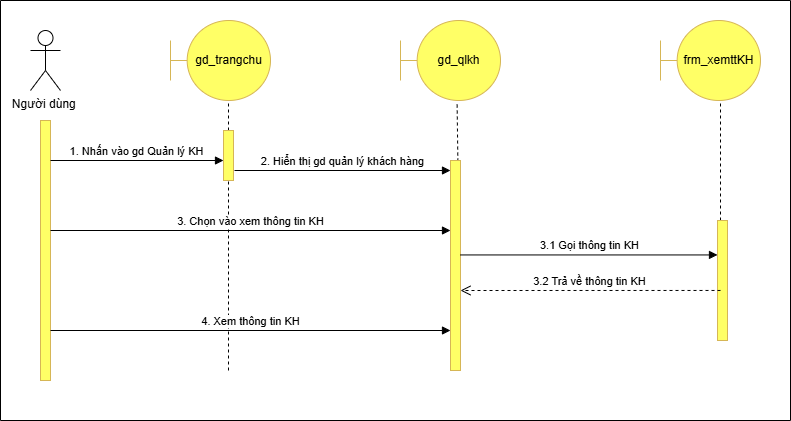 gd_trangchu
gd_qlkh
frm_xemttKH
Người dùng
1. Nhấn vào gd Quản lý KH
2. Hiển thị gd quản lý khách hàng
3. Chọn vào xem thông tin KH
3.1 Gọi thông tin KH
3.2 Trả về thông tin KH
4. Xem thông tin KH